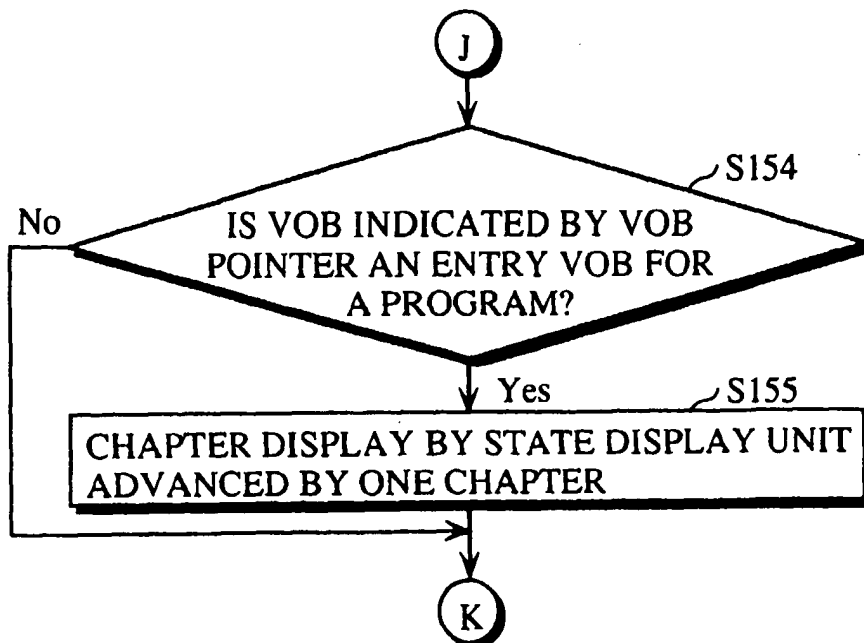 J
S154
No
IS VOB INDICATED BY VOB
POINTER AN ENTRY VOB FOR
A PROGRAM?
Yes
S155
CHAPTER DISPLAY BY STATE DISPLAY UNIT
ADVANCED BY ONE CHAPTER
K